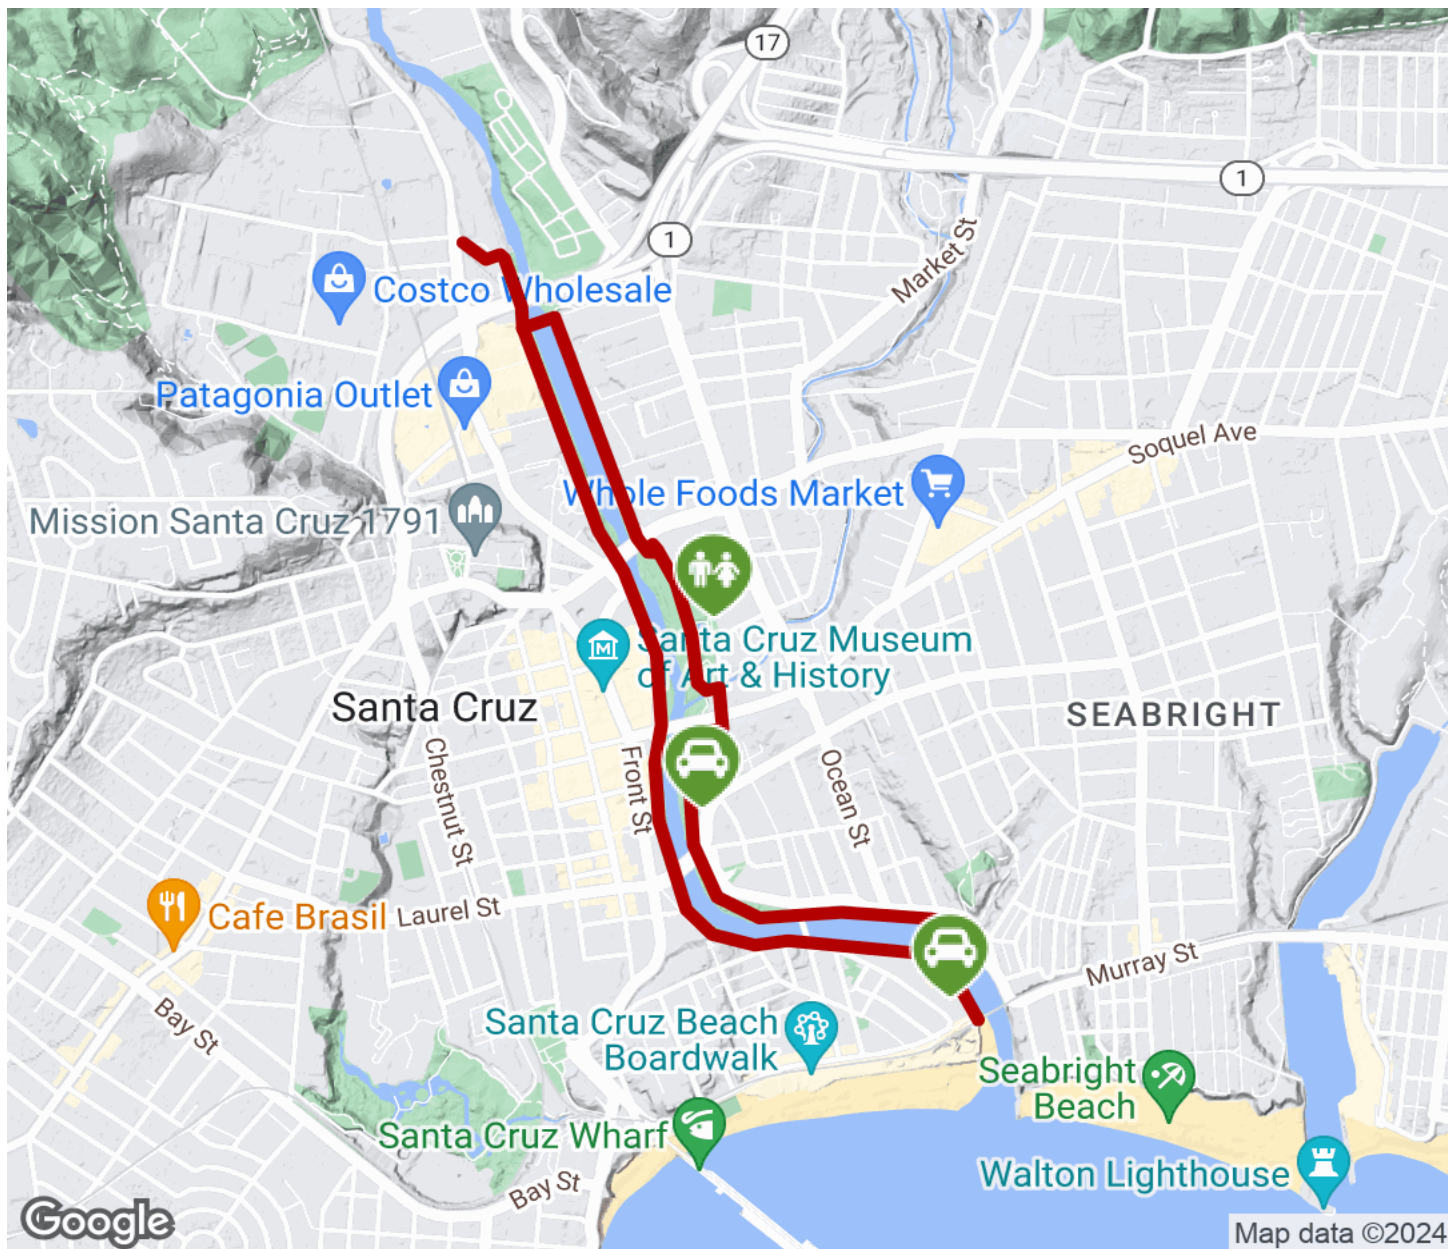 17
1
1
Market St
Costco Wholesale
Patagonia Outlet
Soquel Ave
Whole Foods Market
Mission Santa Cruz 1791
Santa Cruz Museum
of Art & History
Santa Cruz
SEABRIGHT
Front St
Chestnut St
Ocean St
Cafe Brasil
Laurel St
Murray St
Bay St
Santa Cruz Beach
Boardwalk
Seabright
Beach
Santa Cruz Wharf
Walton Lighthouse
Bay St
Google
Map data ©2024